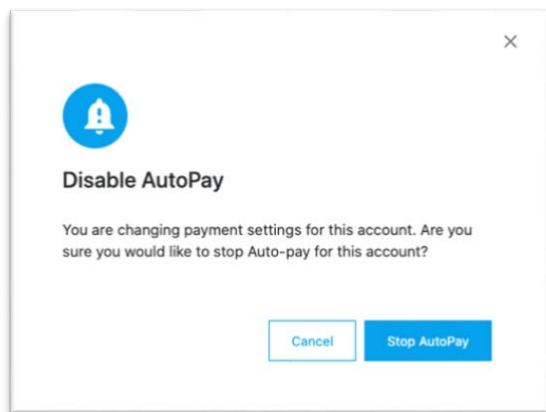 Disable AutoPay
You are changing payment settings for this account. Are you
sure you would like to stop Auto-pay for this account?
Cancel
Stop AutoPay